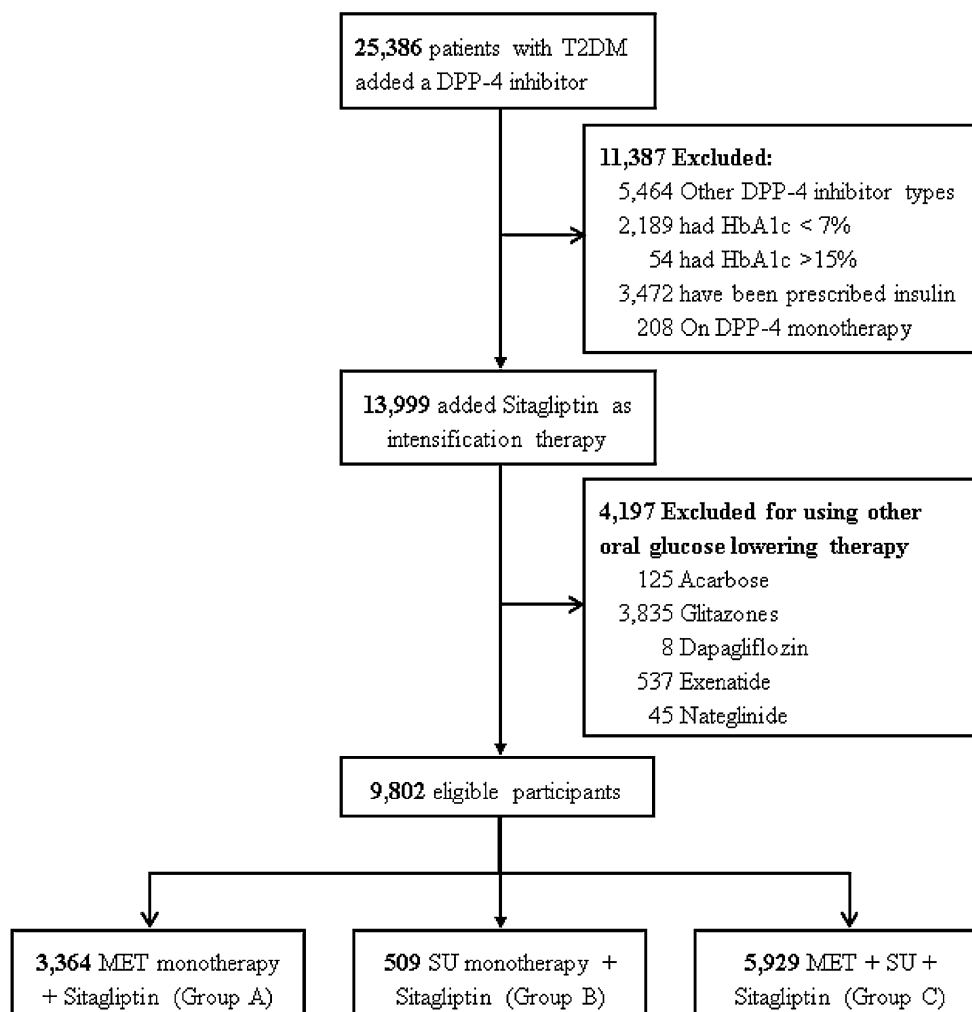 25,386 patients with T2DM
added a DPP-4 inhibitor
11,387 Excluded:
5,464 Other DPP-4 inhibitor types
2,189 had HbA1c < 7%
54 had HbA1c >15%
3,472 have been prescribed insulin
208 On DPP-4 monotherapy
13,999 added Sitagliptin as
intensification therapy
4,197 Excluded for using other
oral glucose lowering therapy
125 Acarbose
3,835 Glitazones
8 Dapagliflozin
537 Exenatide
45 Nateglinide
9,802 eligible participants
3,364 MET monotherapy
+ Sitagliptin (Group A)
509 SU monotherapy +
Sitagliptin (Group B)
5,929 MET + SU +
Sitagliptin (Group C)